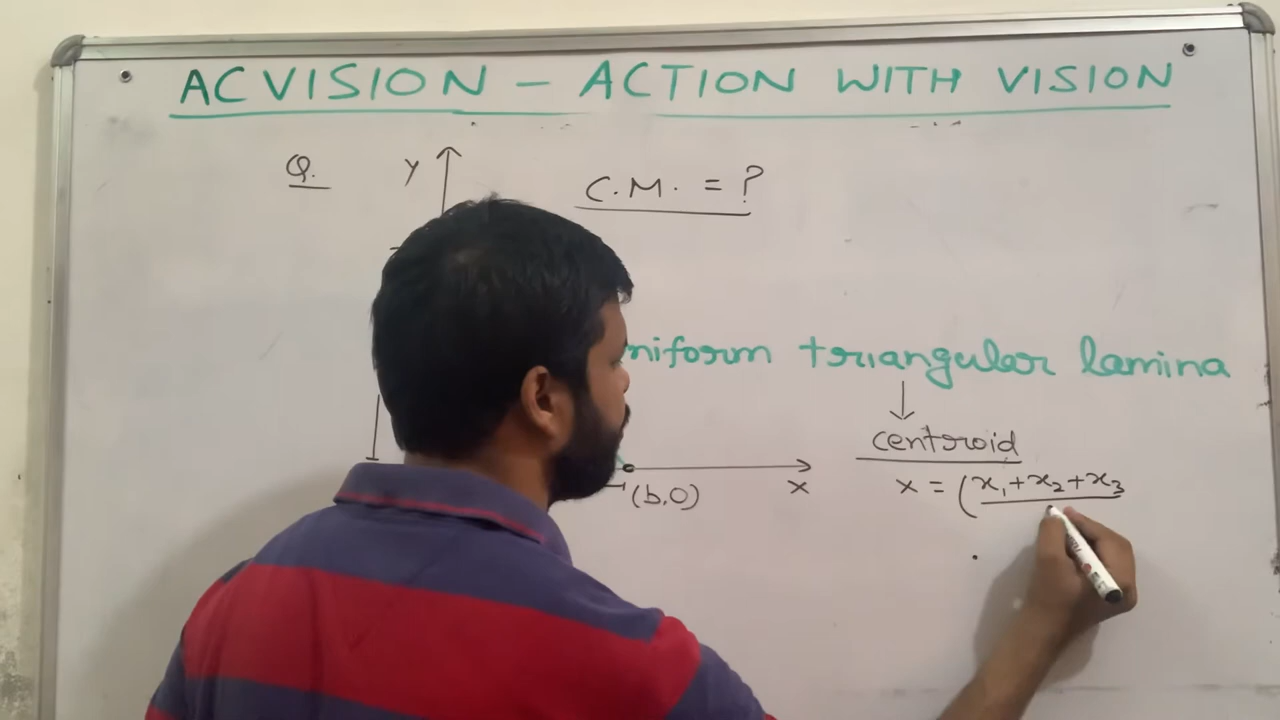 ACVISION - ACTION WITH VISION
Q.
y
C.M. = ?
niform triangular lamina
centroid
x = (x₁+x₂+x₃
(b,0)
x